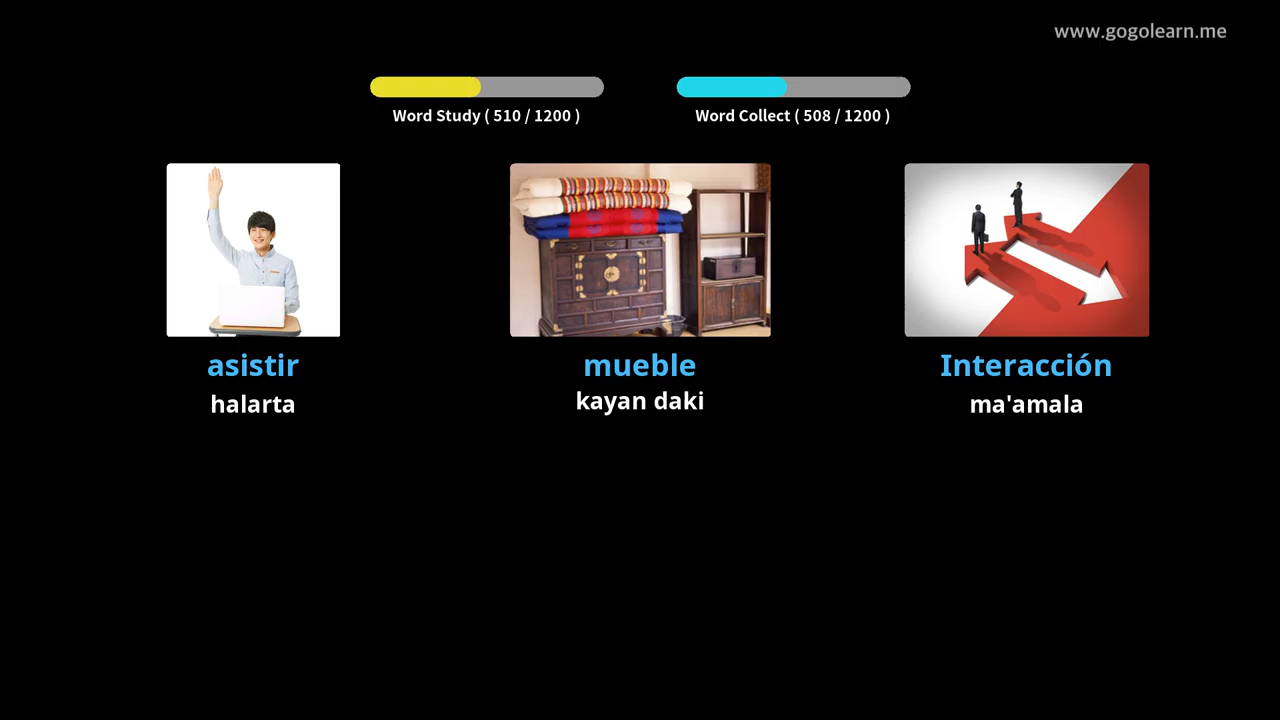 www.gogolearn.me
Word Study ( 510 / 1200 )
Word Collect ( 508 / 1200 )
asistir
halarta
mueble
kayan daki
Interacción
ma'amala